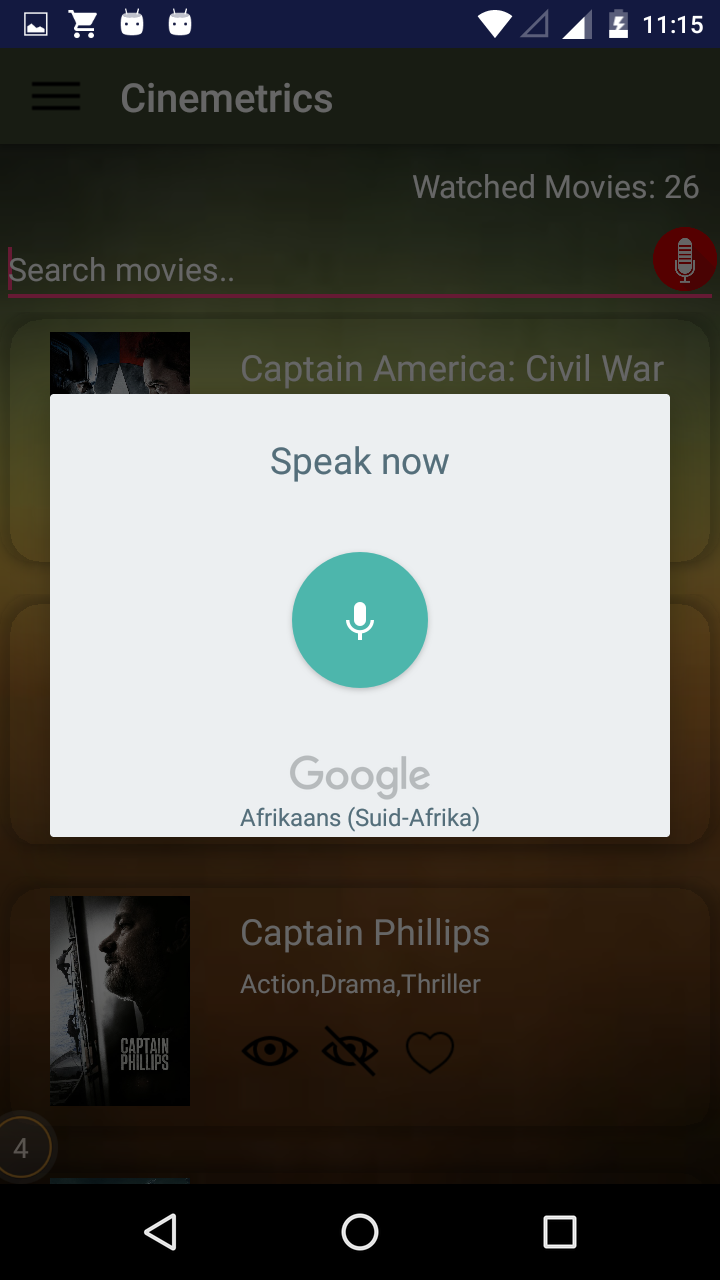 11:15
Cinemetrics
Watched Movies: 26
Search movies..
Captain America: Civil War
Speak now
Google
Afrikaans (Suid-Afrika)
Captain Phillips
Action,Drama,Thriller
CAPTAIN
PHILLIPS
4